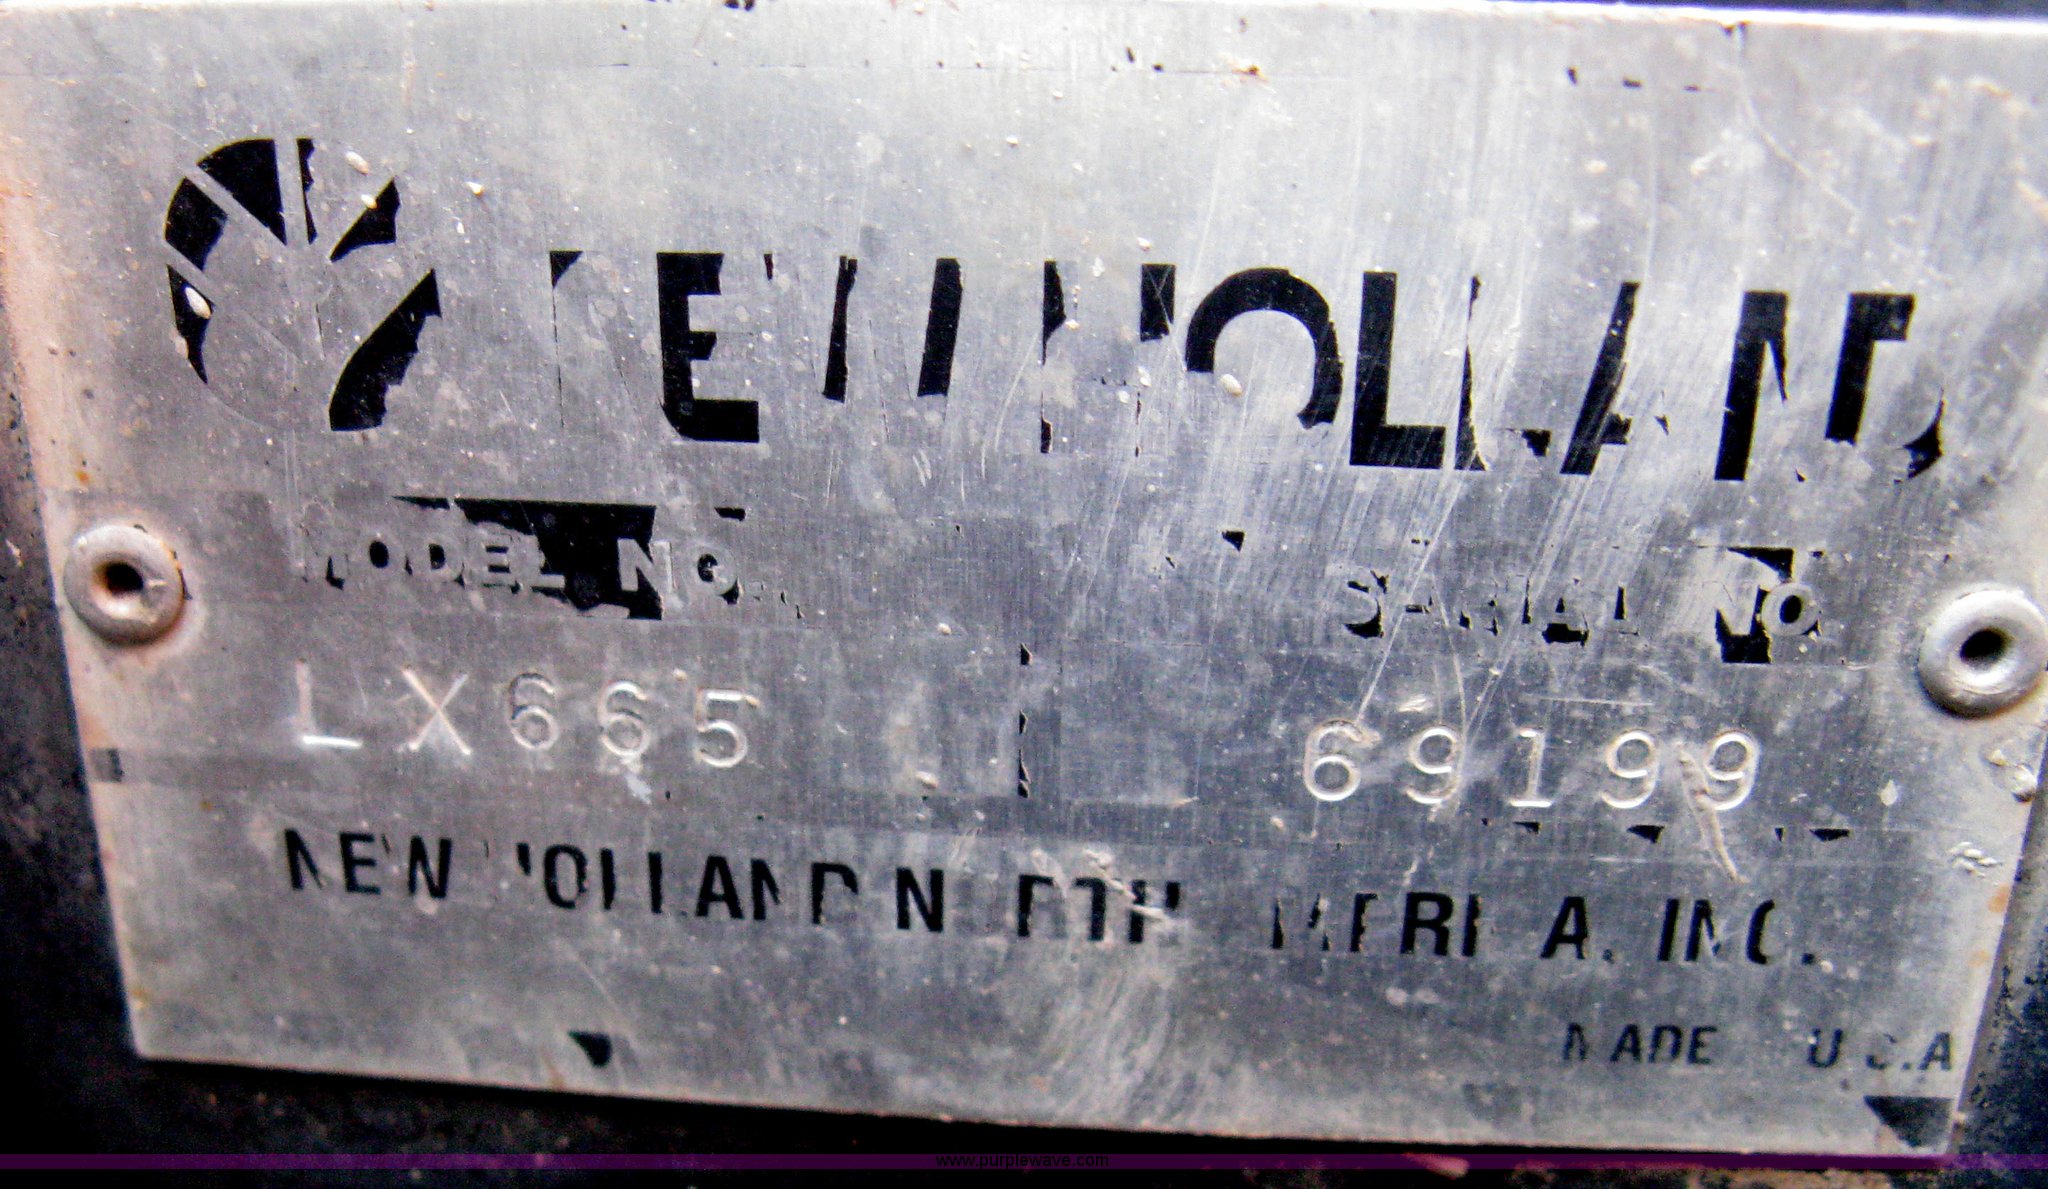 NEW HOLLAND
MODEL NO. SERIAL NO.
LX665 69199
NEW HOLLAND NORTH AMERICA, INC.
MADE U.S.A
www.purplewave.com